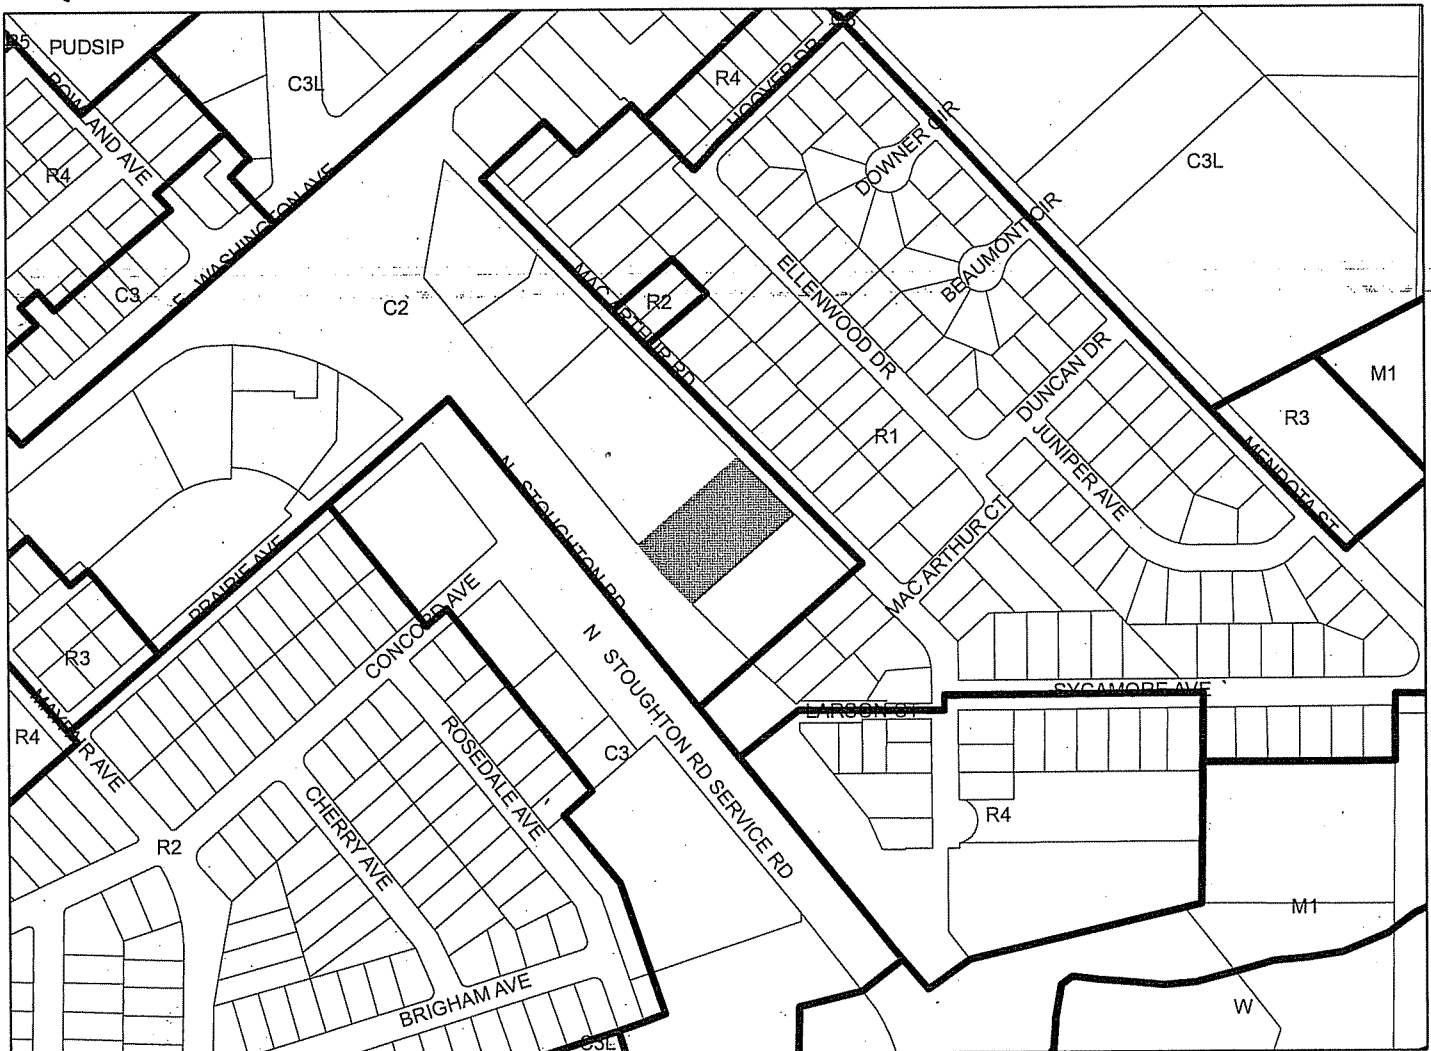 PUDSIP
C3L
R4
HOOVER DR
ROWLAND AVE
R4
DOWNER CIR
C3L
BEAUMONT CIR
E. WASHINGTON AVE
C3
C2
MAC ARTHUR RD
R2
ELLENWOOD DR
DUNCAN DR
M1
R3
R1
JUNIPER AVE
MENDOTA ST
N STOUGHTON RD
MAC ARTHUR CT
PRAIRIE AVE
CONCORD AVE
R3
N STOUGHTON RD SERVICE RD
SYCAMORE AVE
LARSON CT
MAYFAIR AVE
R4
ROSEDALE AVE
C3
CHERRY AVE
R4
R2
M1
BRIGHAM AVE
W
C3L